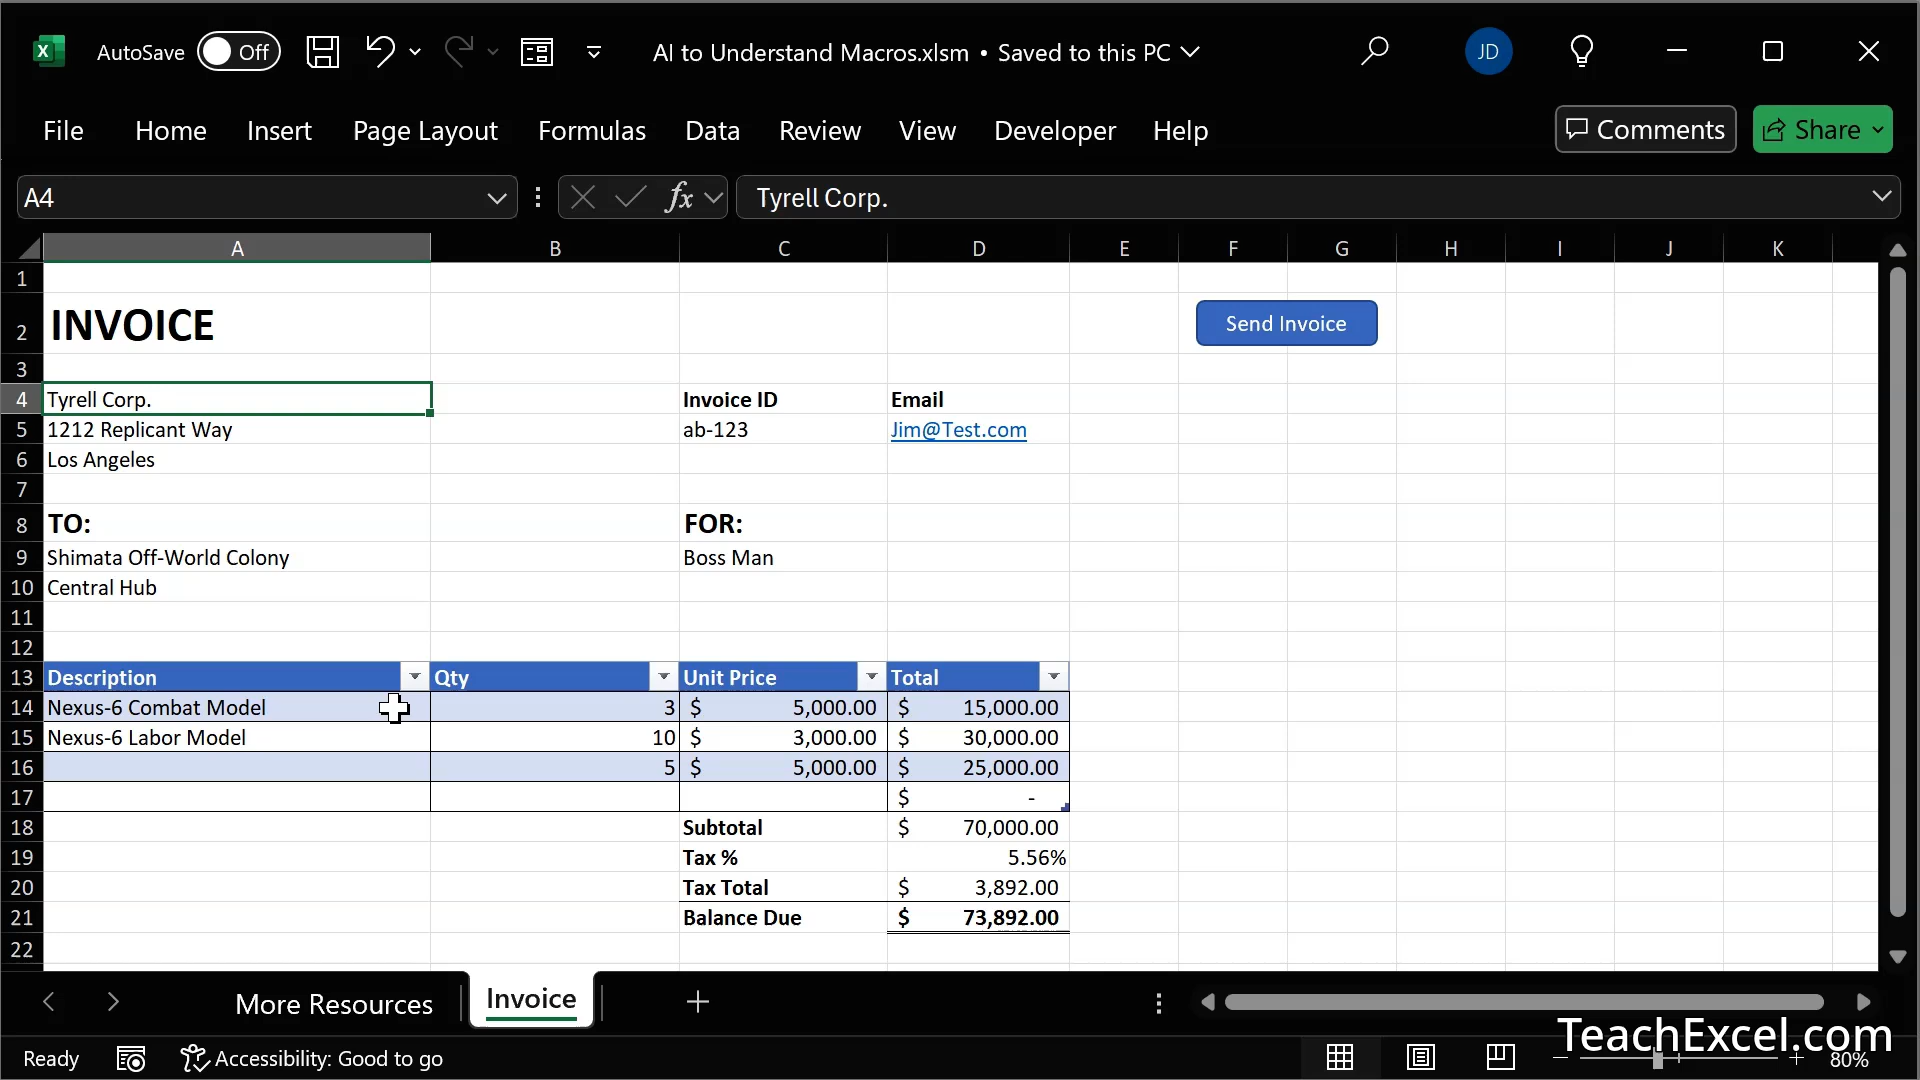 AutoSave Off AI to Understand Macros.xlsm • Saved to this PC JD
File Home Insert Page Layout Formulas Data Review View Developer Help Comments Share
A4 fx Tyrell Corp.
A B C D E F G H I J K
1
2 INVOICE Send Invoice
3
4 Tyrell Corp. Invoice ID Email
5 1212 Replicant Way ab-123 Jim@Test.com
6 Los Angeles
7
8 TO: FOR:
9 Shimata Off-World Colony Boss Man
10 Central Hub
11
12
13 Description Qty Unit Price Total
14 Nexus-6 Combat Model 3 $ 5,000.00 $ 15,000.00
15 Nexus-6 Labor Model 10 $ 3,000.00 $ 30,000.00
16 5 $ 5,000.00 $ 25,000.00
17 $ -
18 Subtotal $ 70,000.00
19 Tax % 5.56%
20 Tax Total $ 3,892.00
21 Balance Due $ 73,892.00
22
More Resources Invoice
TeachExcel.com
Ready Accessibility: Good to go 80%